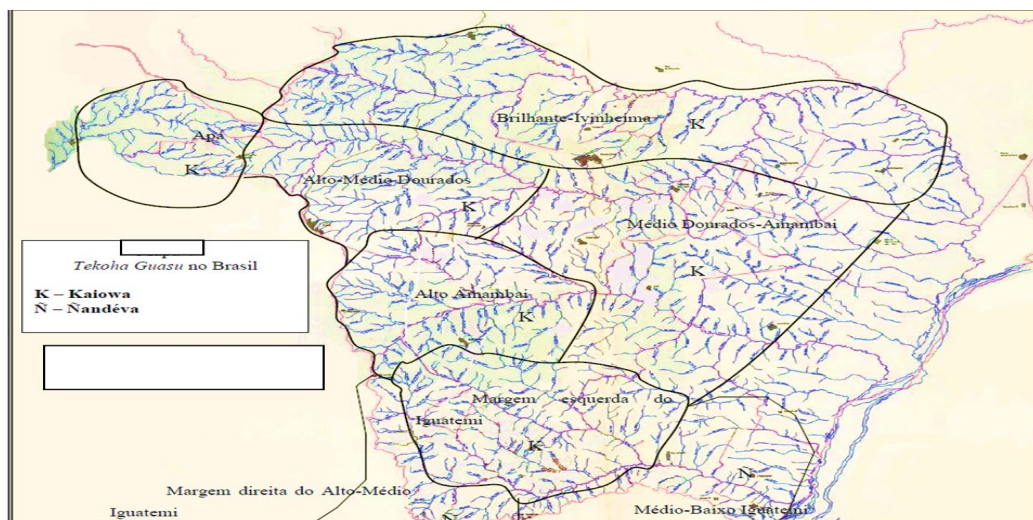 Brilhante-Ivinheima
K
Apa
K
Alto-Médio Dourados
K
Médio Dourados-Amambai
K
Tekoha Guasu no Brasil
K – Kaiowa
Ñ – Ñandéva
Alto Amambai
K
Margem esquerda do
Iguatemi
K
Margem direita do Alto-Médio
Iguatemi
Médio-Baixo Iguatemi